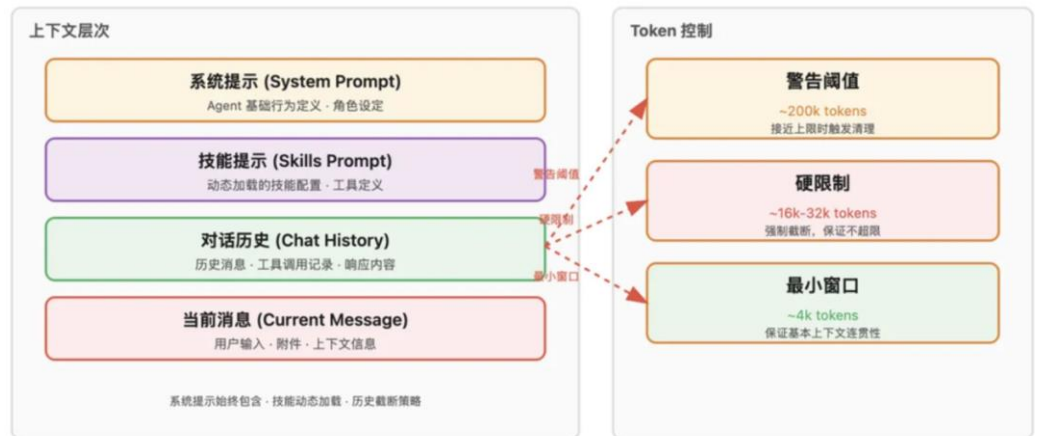 上下文层次
系统提示 (System Prompt)
Agent 基础行为定义 · 角色设定
技能提示 (Skills Prompt)
动态加载的技能配置 · 工具定义
对话历史 (Chat History)
历史消息 · 工具调用记录 · 响应内容
当前消息 (Current Message)
用户输入 · 附件 · 上下文信息
系统提示始终包含 · 技能动态加载 · 历史截断策略
警告阈值
硬限制
最小窗口
Token 控制
警告阈值
~200k tokens
接近上限时触发清理
硬限制
~16k-32k tokens
强制截断，保证不超限
最小窗口
~4k tokens
保证基本上下文连贯性